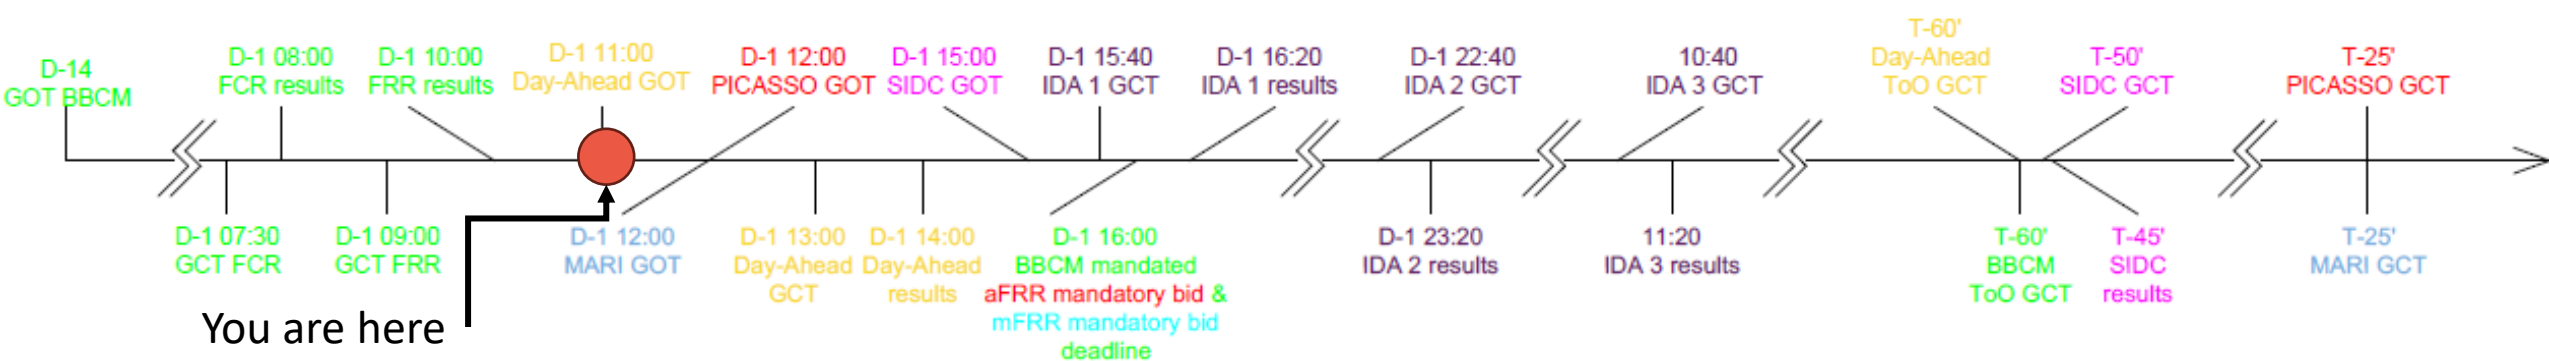 D-14
GOT BBCM
D-1 08:00
FCR results
D-1 10:00
FRR results
D-1 11:00
Day-Ahead GOT
D-1 12:00
PICASSO GOT
D-1 15:00
SIDC GOT
D-1 15:40
IDA 1 GCT
D-1 16:20
IDA 1 results
D-1 22:40
IDA 2 GCT
10:40
IDA 3 GCT
T-60'
Day-Ahead
ToO GCT
T-50'
SIDC GCT
T-25'
PICASSO GCT
D-1 07:30
GCT FCR
D-1 09:00
GCT FRR
D-1 12:00
MARI GOT
D-1 13:00
Day-Ahead
GCT
D-1 14:00
Day-Ahead
results
D-1 16:00
BBCM mandated
aFRR mandatory bid &
mFRR mandatory bid
deadline
D-1 23:20
IDA 2 results
11:20
IDA 3 results
T-60'
BBCM
ToO GCT
T-45'
SIDC
results
T-25'
MARI GCT
You are here